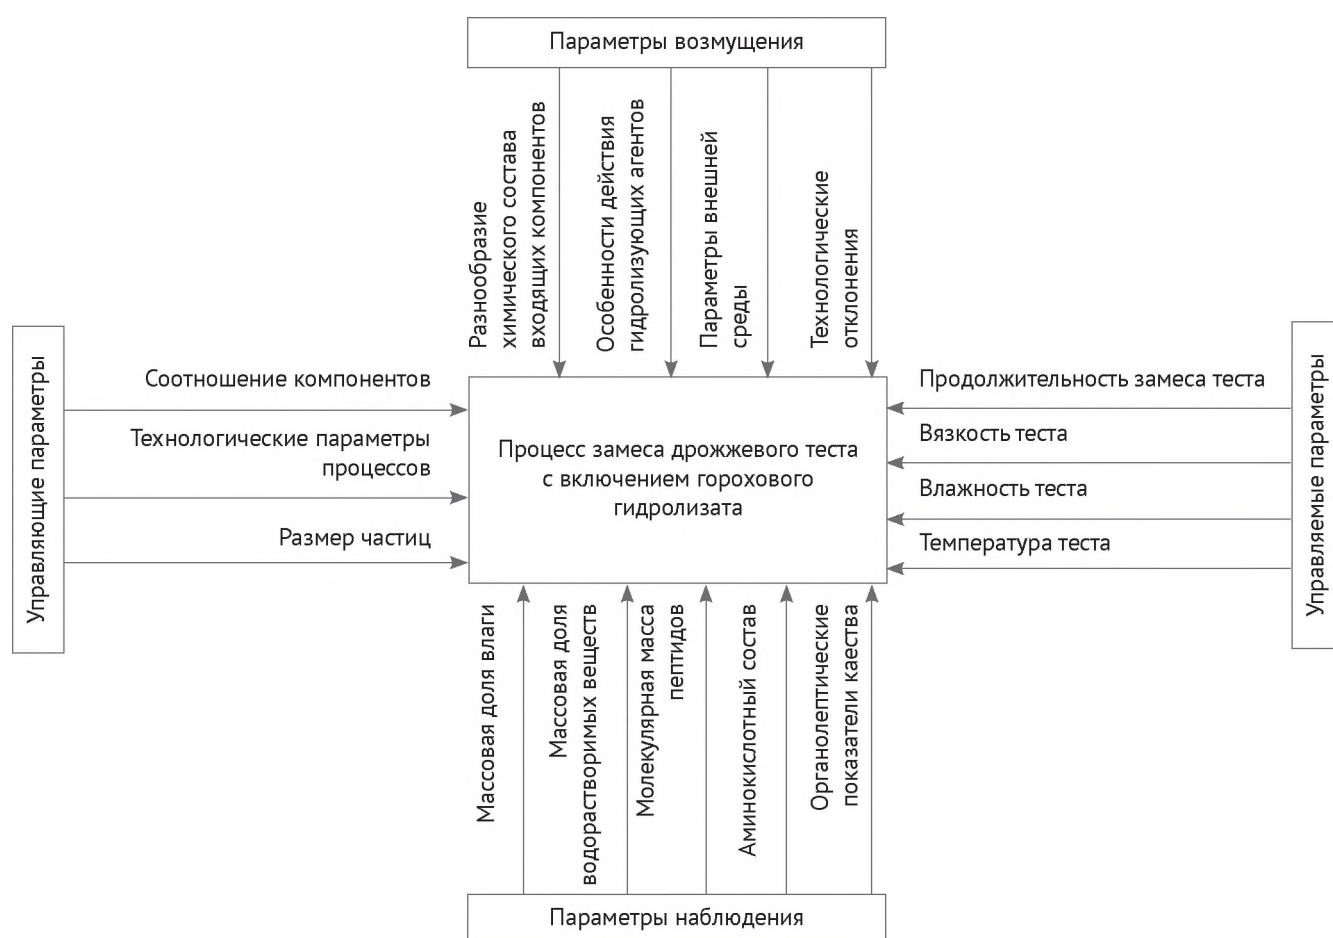 Параметры возмущения
Разнообразие
химического состава
входящих компонентов
Особенности действия
гидролизующих агентов
Параметры внешней
среды
Технологические
отклонения
Управляющие параметры
Соотношение компонентов
Технологические параметры
процессов
Размер частиц
Процесс замеса дрожжевого теста
с включением горохового
гидролизата
Продолжительность замеса теста
Вязкость теста
Влажность теста
Температура теста
Управляемые параметры
Массовая доля влаги
Массовая доля
водорастворимых веществ
Молекулярная масса
пептидов
Аминокислотный состав
Органолептические
показатели каества
Параметры наблюдения